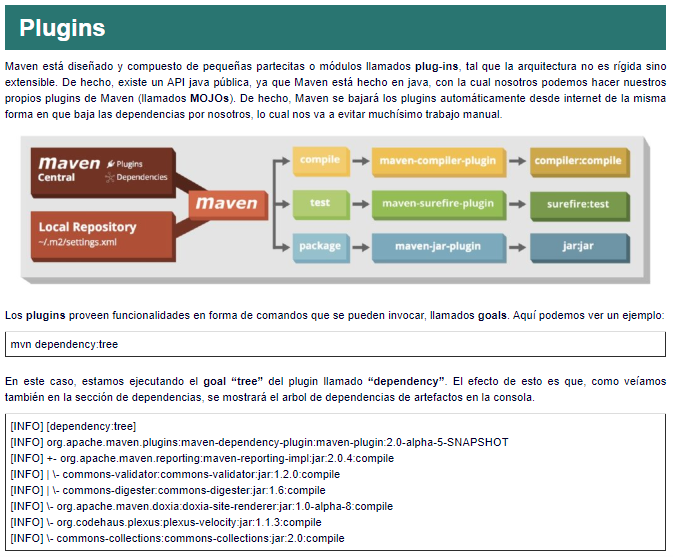 Plugins
Maven está diseñado y compuesto de pequeñas partecitas o módulos llamados plug-ins, tal que la arquitectura no es rígida sino
extensible. De hecho, existe un API java pública, ya que Maven está hecho en java, con la cual nosotros podemos hacer nuestros
propios plugins de Maven (llamados MOJOs). De hecho, Maven se bajará los plugins automáticamente desde internet de la misma
forma en que baja las dependencias por nosotros, lo cual nos va a evitar muchísimo trabajo manual.
maven Plugins
Central Dependencies
Local Repository
~/.m2/settings.xml
maven
compile maven-compiler-plugin compiler:compile
test maven-surefire-plugin surefire:test
package maven-jar-plugin jar:jar
Los plugins proveen funcionalidades en forma de comandos que se pueden invocar, llamados goals. Aquí podemos ver un ejemplo:
mvn dependency:tree
En este caso, estamos ejecutando el goal “tree” del plugin llamado “dependency”. El efecto de esto es que, como veíamos
también en la sección de dependencias, se mostrará el arbol de dependencias de artefactos en la consola.
[INFO] [dependency:tree]
[INFO] org.apache.maven.plugins:maven-dependency-plugin:maven-plugin:2.0-alpha-5-SNAPSHOT
[INFO] +- org.apache.maven.reporting:maven-reporting-impl:jar:2.0.4:compile
[INFO] | \- commons-validator:commons-validator:jar:1.2.0:compile
[INFO] | \- commons-digester:commons-digester:jar:1.6:compile
[INFO] \- org.apache.maven.doxia:doxia-site-renderer:jar:1.0-alpha-8:compile
[INFO] \- org.codehaus.plexus:plexus-velocity:jar:1.1.3:compile
[INFO] \- commons-collections:commons-collections:jar:2.0:compile